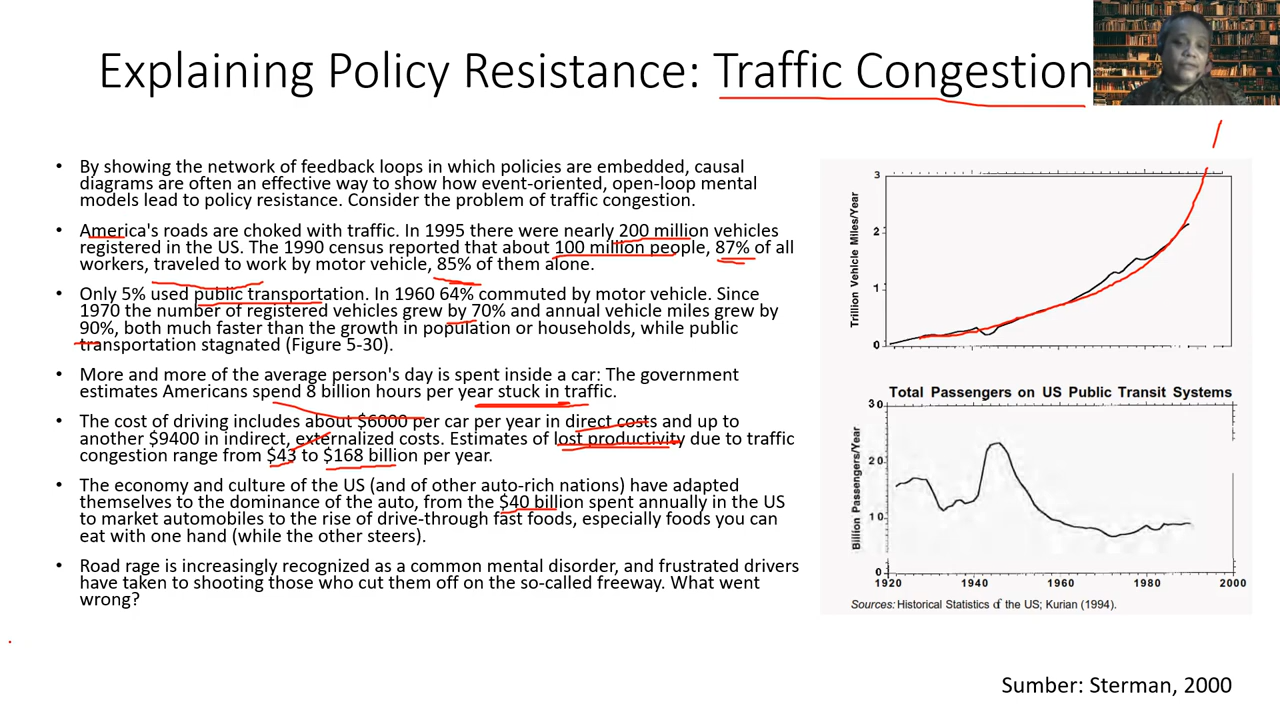 Explaining Policy Resistance: Traffic Congestion
• By showing the network of feedback loops in which policies are embedded, causal
diagrams are often an effective way to show how event-oriented, open-loop mental
models lead to policy resistance. Consider the problem of traffic congestion.
• America's roads are choked with traffic. In 1995 there were nearly 200 million vehicles
registered in the US. The 1990 census reported that about 100 million people, 87% of all
workers, traveled to work by motor vehicle, 85% of them alone.
• Only 5% used public transportation. In 1960 64% commuted by motor vehicle. Since
1970 the number of registered vehicles grew by 70% and annual vehicle miles grew by
90%, both much faster than the growth in population or households, while public
transportation stagnated (Figure 5-30).
• More and more of the average person's day is spent inside a car: The government
estimates Americans spend 8 billion hours per year stuck in traffic.
• The cost of driving includes about $6000 per car per year in direct costs and up to
another $9400 in indirect, externalized costs. Estimates of lost productivity due to traffic
congestion range from $43 to $168 billion per year.
• The economy and culture of the US (and of other auto-rich nations) have adapted
themselves to the dominance of the auto, from the $40 billion spent annually in the US
to market automobiles to the rise of drive-through fast foods, especially foods you can
eat with one hand (while the other steers).
• Road rage is increasingly recognized as a common mental disorder, and frustrated drivers
have taken to shooting those who cut them off on the so-called freeway. What went
wrong?
Trillion Vehicle Miles/Year
3
2
1
0
Total Passengers on US Public Transit Systems
Billion Passengers/Year
30
20
10
0
1920 1940 1960 1980 2000
Sources: Historical Statistics of the US; Kurian (1994).
Sumber: Sterman, 2000